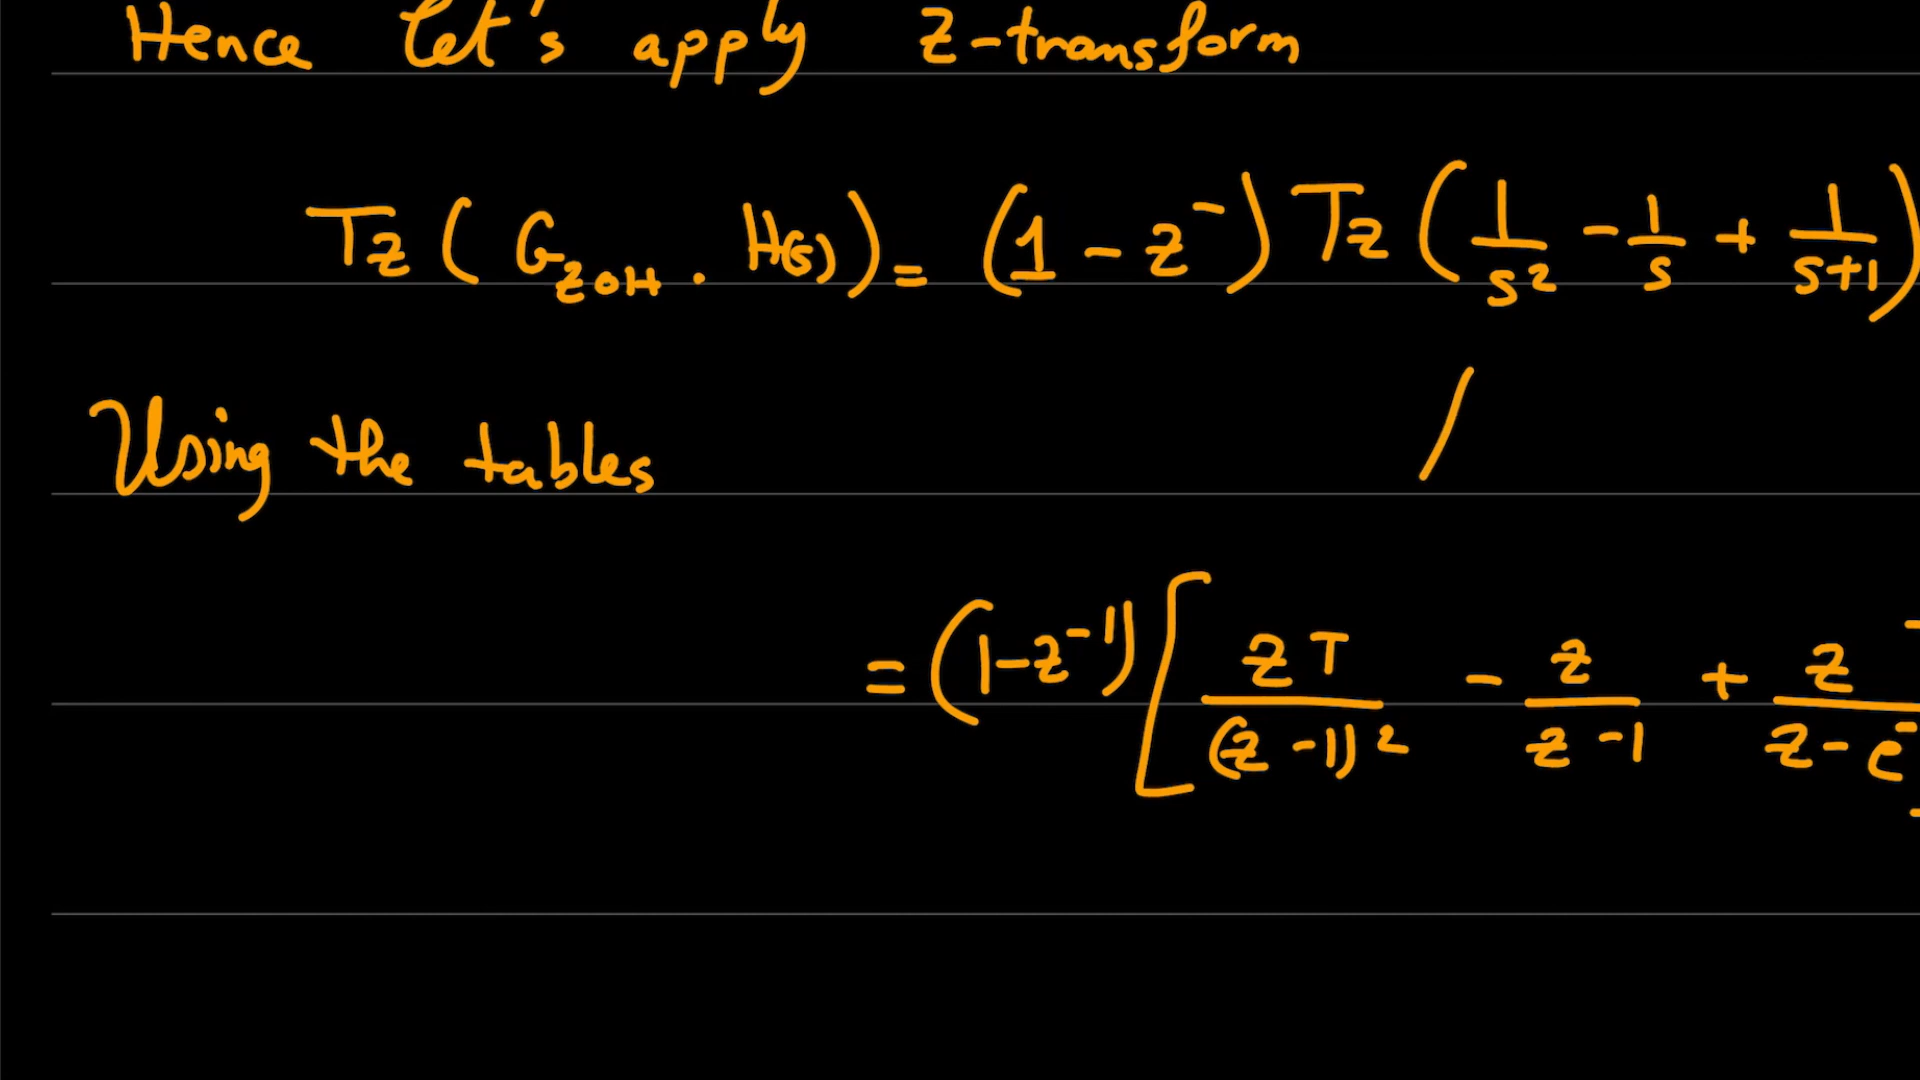 Hence let's apply Z-transform
Tz ( G_ZOH . H(s) ) = (1 - z⁻) Tz ( 1/s² - 1/s + 1/(s+1) )
Using the tables
= (1-z⁻¹) [ zT/(z-1)² - z/(z-1) + z/(z-e⁻